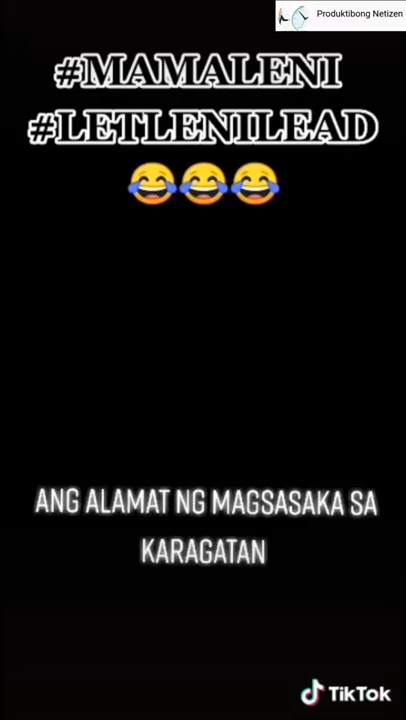 Produktibong Netizen
#MAMALENI
#LETLENILEAD
😂😂😂
ANG ALAMAT NG MAGSASAKA SA
KARAGATAN
TikTok